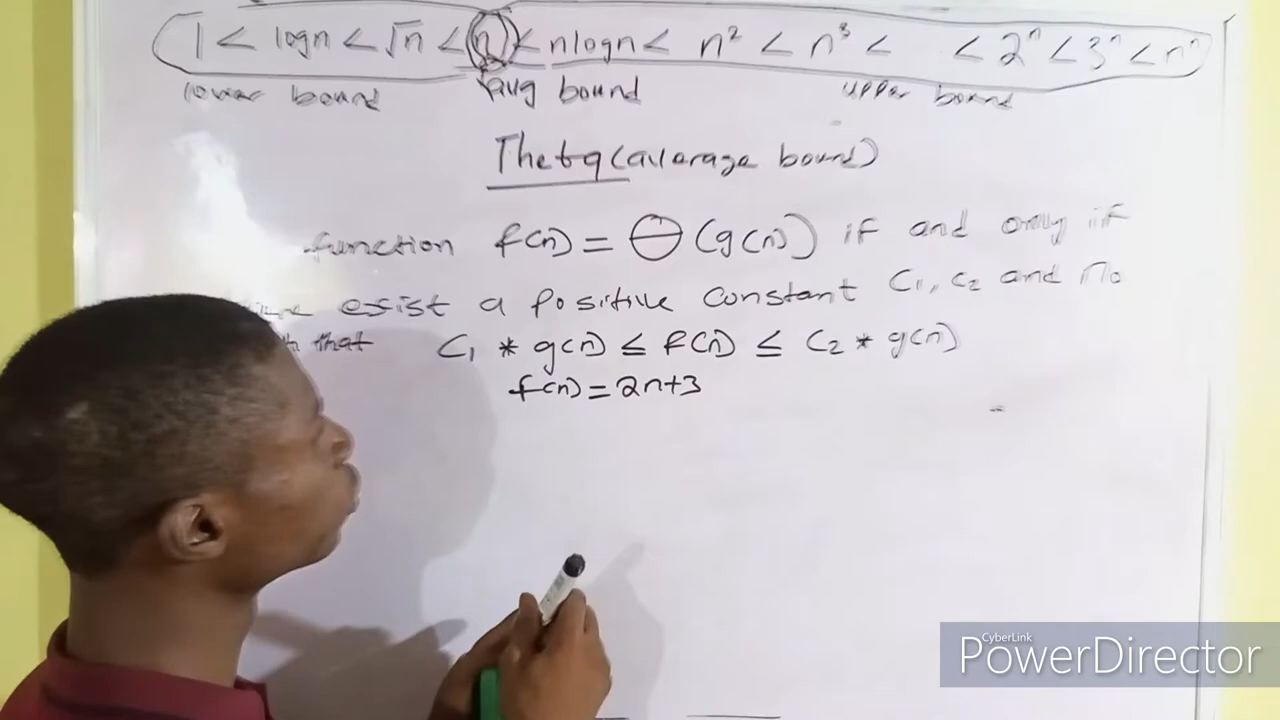 1 < logn < √n < n < nlogn < n² < n³ < < 2ⁿ < 3ⁿ < nⁿ
lower bound Avg bound upper bound
Theta (average bound)
function f(n) = Θ (g(n)) if and only if
exist a positive constant C₁, C₂ and n₀
that C₁ * g(n) ≤ f(n) ≤ C₂ * g(n)
f(n) = 2n+3
CyberLink
PowerDirector